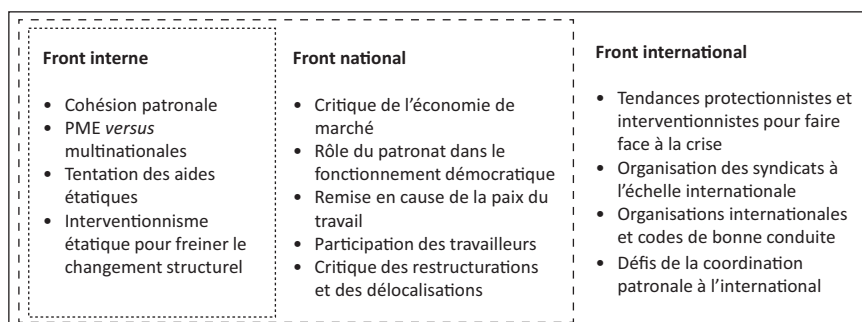 Front interne
• Cohésion patronale
• PME versus
multinationales
• Tentation des aides
étatiques
• Interventionnisme
étatique pour freiner le
changement structurel
Front national
• Critique de l’économie de
marché
• Rôle du patronat dans le
fonctionnement démocratique
• Remise en cause de la paix du
travail
• Participation des travailleurs
• Critique des restructurations
et des délocalisations
Front international
• Tendances protectionnistes et
interventionnistes pour faire
face à la crise
• Organisation des syndicats à
l’échelle internationale
• Organisations internationales
et codes de bonne conduite
• Défis de la coordination
patronale à l’international